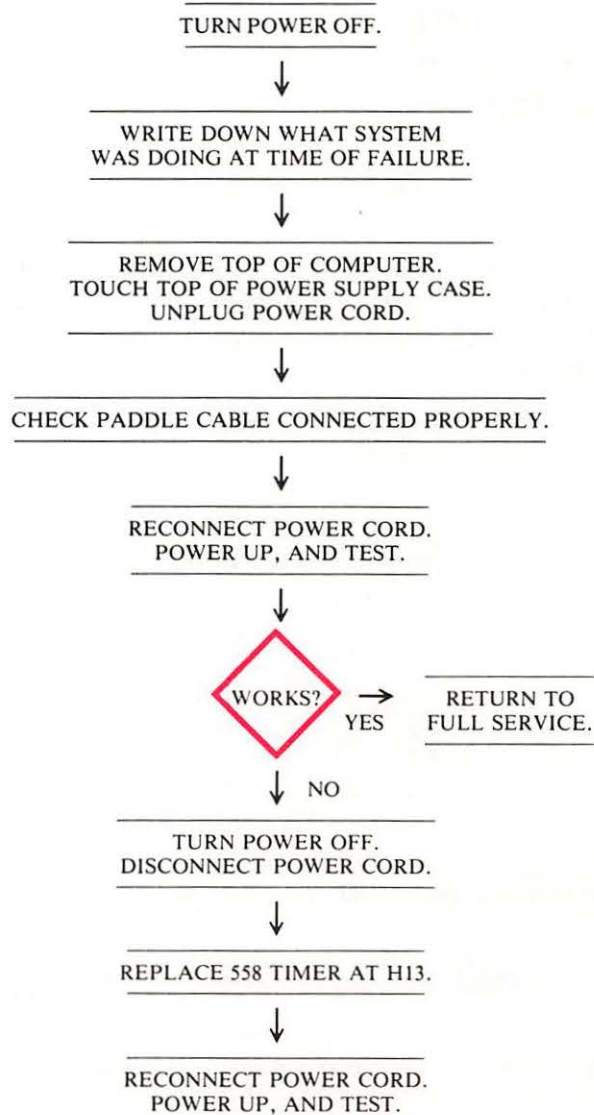 TURN POWER OFF.
WRITE DOWN WHAT SYSTEM
WAS DOING AT TIME OF FAILURE.
REMOVE TOP OF COMPUTER.
TOUCH TOP OF POWER SUPPLY CASE.
UNPLUG POWER CORD.
CHECK PADDLE CABLE CONNECTED PROPERLY.
RECONNECT POWER CORD.
POWER UP, AND TEST.
WORKS?
YES
RETURN TO
FULL SERVICE.
NO
TURN POWER OFF.
DISCONNECT POWER CORD.
REPLACE 558 TIMER AT H13.
RECONNECT POWER CORD.
POWER UP, AND TEST.